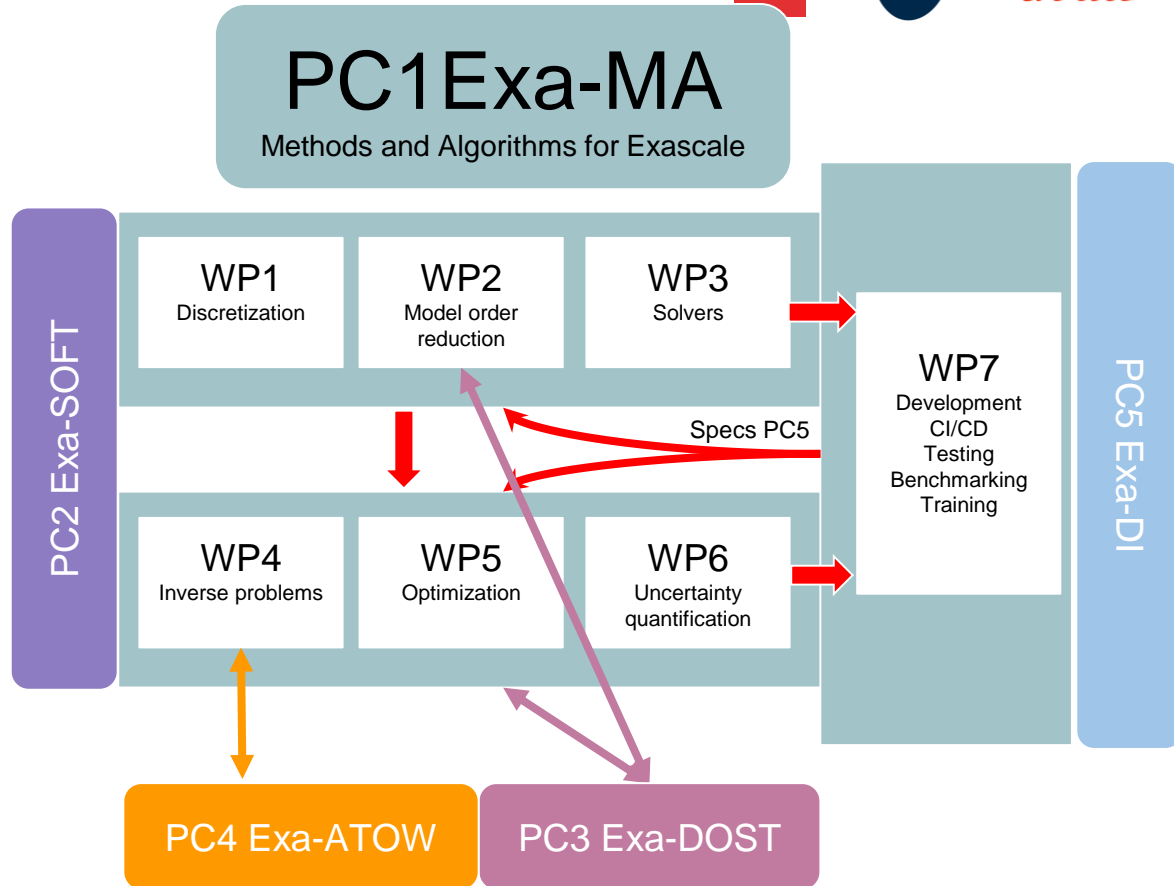 PC1Exa-MA
Methods and Algorithms for Exascale
PC2 Exa-SOFT
WP1
Discretization
WP2
Model order
reduction
WP3
Solvers
Specs PC5
WP7
Development
CI/CD
Testing
Benchmarking
Training
PC5 Exa-DI
WP4
Inverse problems
WP5
Optimization
WP6
Uncertainty
quantification
PC4 Exa-ATOW
PC3 Exa-DOST